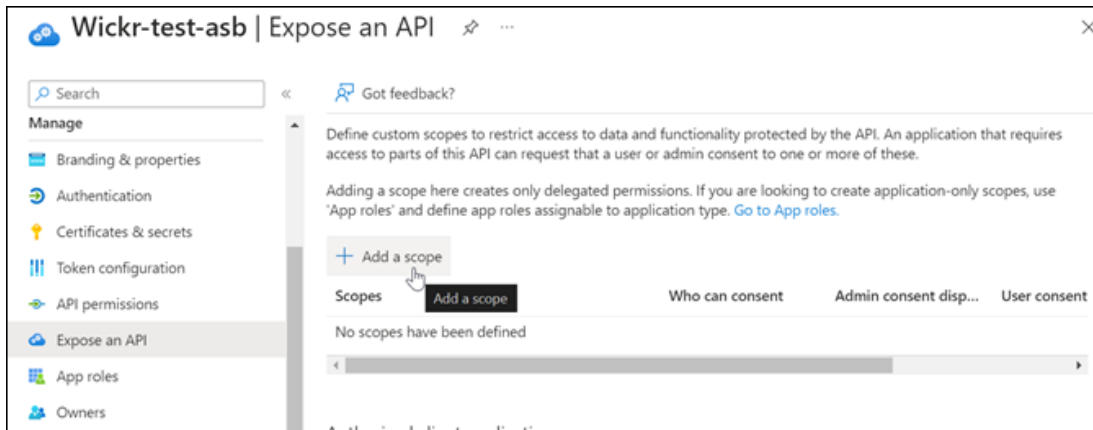 Wickr-test-asb | Expose an API
Search
Got feedback?
Manage
Branding & properties
Authentication
Certificates & secrets
Token configuration
API permissions
Expose an API
App roles
Owners
Define custom scopes to restrict access to data and functionality protected by the API. An application that requires
access to parts of this API can request that a user or admin consent to one or more of these.
Adding a scope here creates only delegated permissions. If you are looking to create application-only scopes, use
'App roles' and define app roles assignable to application type. Go to App roles.
Add a scope
Scopes Add a scope Who can consent Admin consent disp... User consent
No scopes have been defined